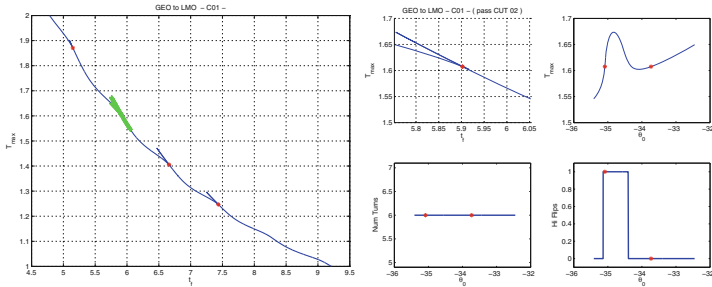 GEO to LMO – C01 –
2
1.9
1.8
1.7
1.6
1.5
1.4
1.3
1.2
1.1
1
T_max
4.5 5 5.5 6 6.5 7 7.5 8 8.5 9 9.5
t_f
GEO to LMO – C01 – ( pass CUT 02 )
1.7
1.65
1.6
1.55
1.5
T_max
5.8 5.85 5.9 5.95 6 6.05
t_f
1.7
1.65
1.6
1.55
1.5
T_max
−36 −35 −34 −33 −32
θ_0
7
6.5
6
5.5
5
Num Turns
−36 −35 −34 −33 −32
θ_0
1
0.8
0.6
0.4
0.2
0
Hi Flips
−36 −35 −34 −33 −32
θ_0